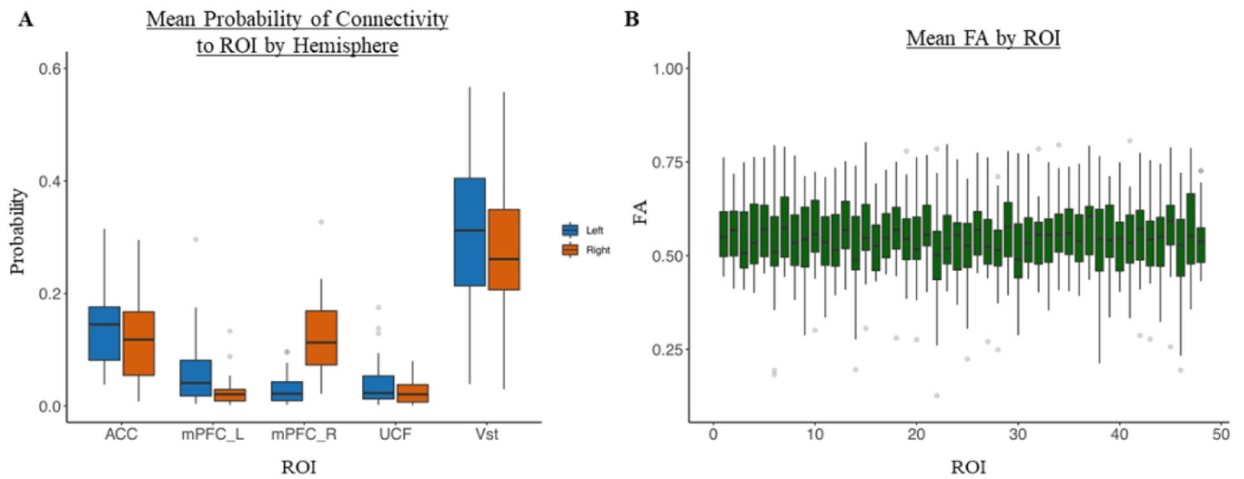 A
Mean Probability of Connectivity
to ROI by Hemisphere
0.6
0.4
0.2
0.0
Probability
ACC mPFC_L mPFC_R UCF Vst
ROI
Left
Right
B
Mean FA by ROI
1.00
0.75
0.50
0.25
FA
0 10 20 30 40 50
ROI